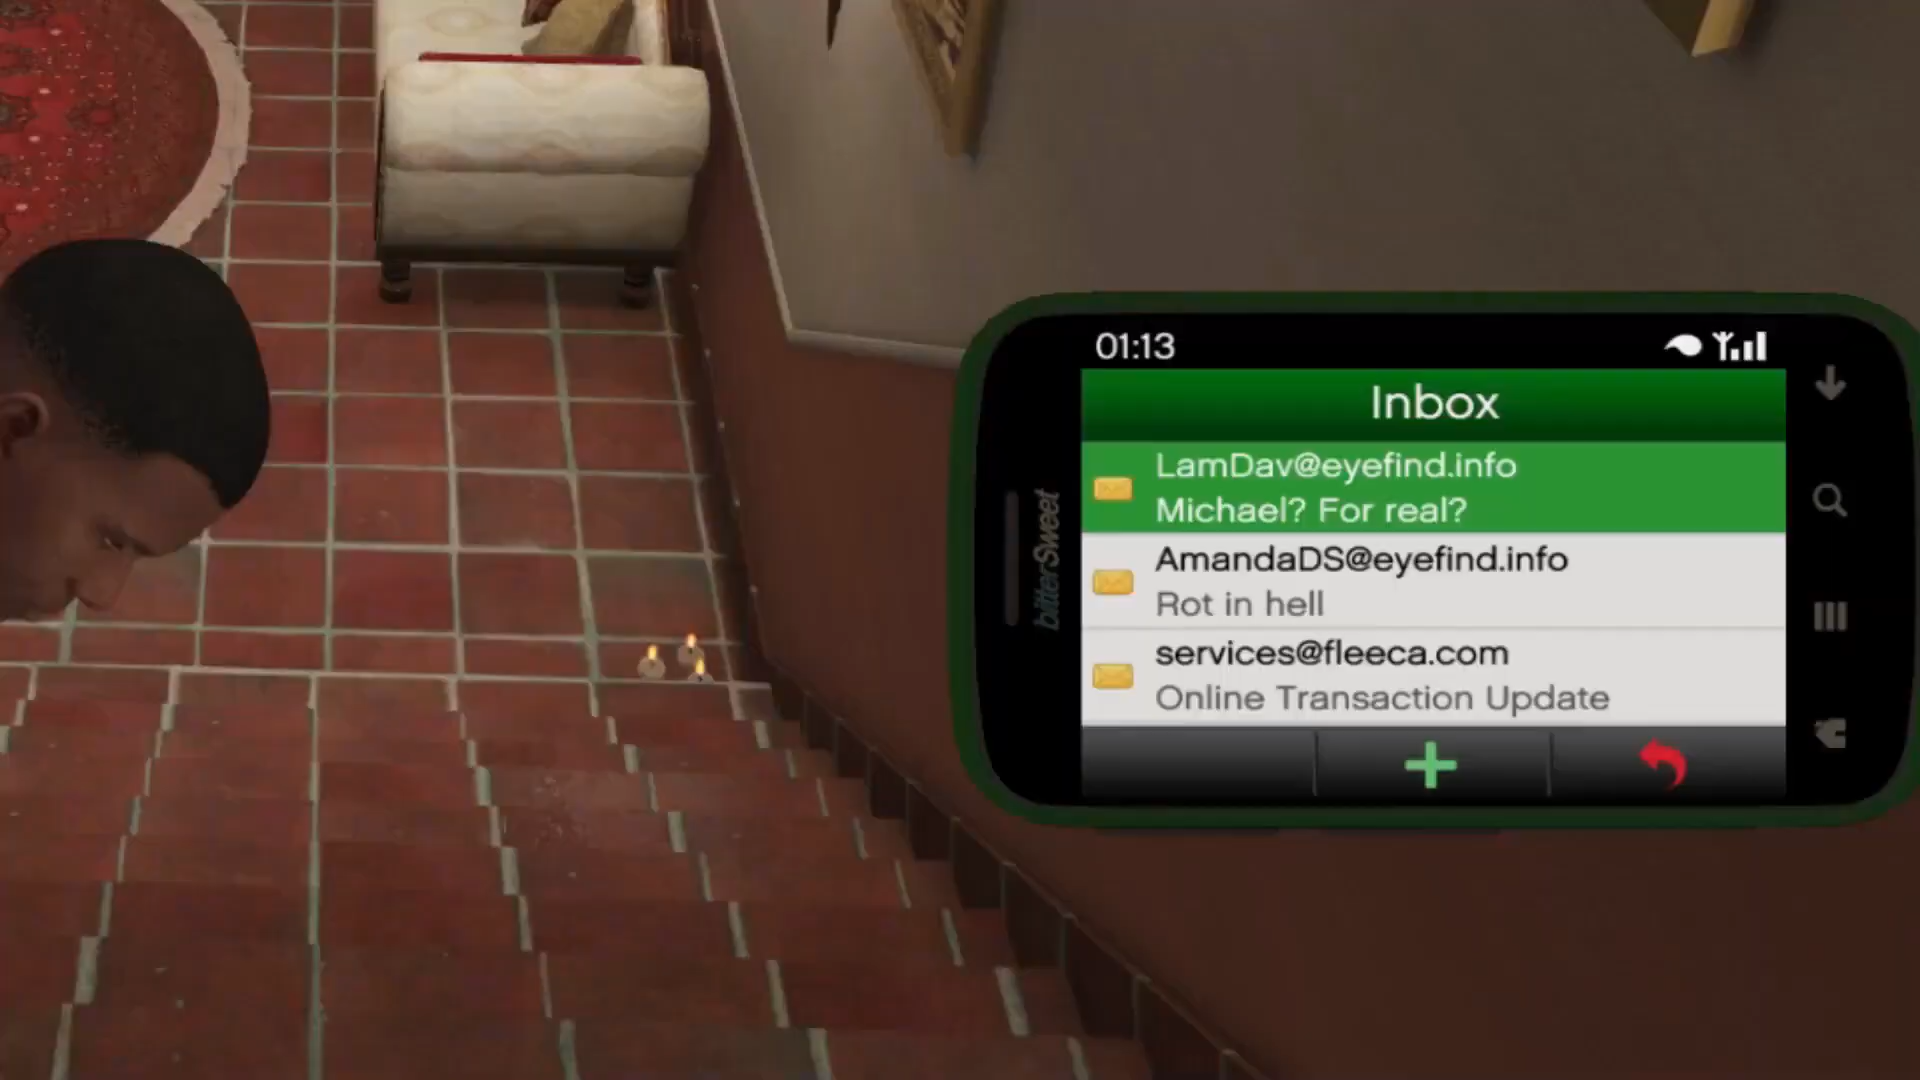 01:13
Inbox
LamDav@eyefind.info
Michael? For real?
AmandaDS@eyefind.info
Rot in hell
services@fleeca.com
Online Transaction Update
bitterSweet